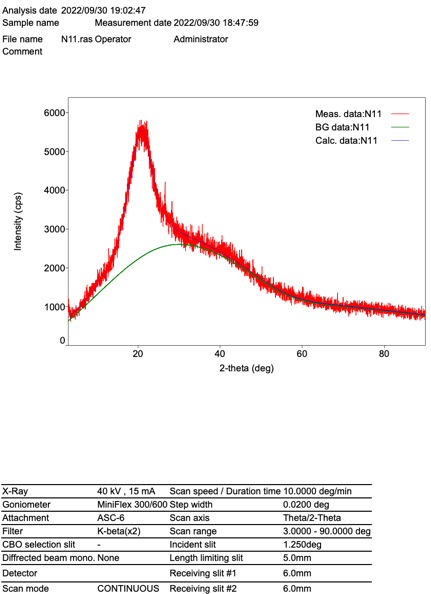 Analysis date 2022/09/30 19:02:47
Sample name Measurement date 2022/09/30 18:47:59
File name N11.ras Operator Administrator
Comment
Meas. data:N11
BG data:N11
Calc. data:N11
6000
5000
4000
3000
2000
1000
0
Intensity (cps)
20 40 60 80
2-theta (deg)
X-Ray 40 kV , 15 mA Scan speed / Duration time 10.0000 deg/min
Goniometer MiniFlex 300/600 Step width 0.0200 deg
Attachment ASC-6 Scan axis Theta/2-Theta
Filter K-beta(x2) Scan range 3.0000 - 90.0000 deg
CBO selection slit - Incident slit 1.250deg
Diffrected beam mono. None Length limiting slit 5.0mm
Detector Receiving slit #1 6.0mm
Scan mode CONTINUOUS Receiving slit #2 6.0mm